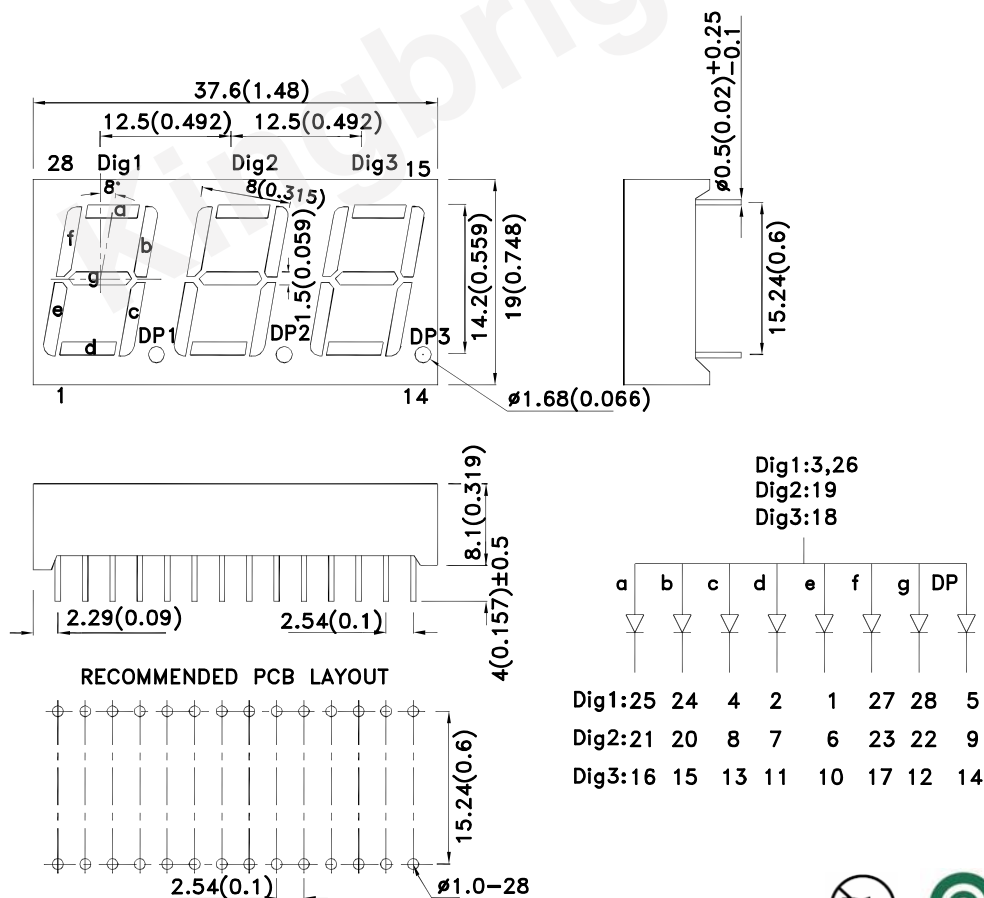 Kingbrig
37.6(1.48)
12.5(0.492) 12.5(0.492)
28 Dig1 Dig2 Dig3 15
8° 8(0.315)
a
f b
g
e c
d
DP1 DP2 DP3
1.5(0.059)
14.2(0.559)
19(0.748)
1 14
ø1.68(0.066)
ø0.5(0.02)+0.25
-0.1
15.24(0.6)
8.1(0.319)
4(0.157)±0.5
2.29(0.09) 2.54(0.1)
Dig1:3,26
Dig2:19
Dig3:18
a b c d e f g DP
Dig1:25 24 4 2 1 27 28 5
Dig2:21 20 8 7 6 23 22 9
Dig3:16 15 13 11 10 17 12 14
RECOMMENDED PCB LAYOUT
15.24(0.6)
2.54(0.1)
ø1.0-28